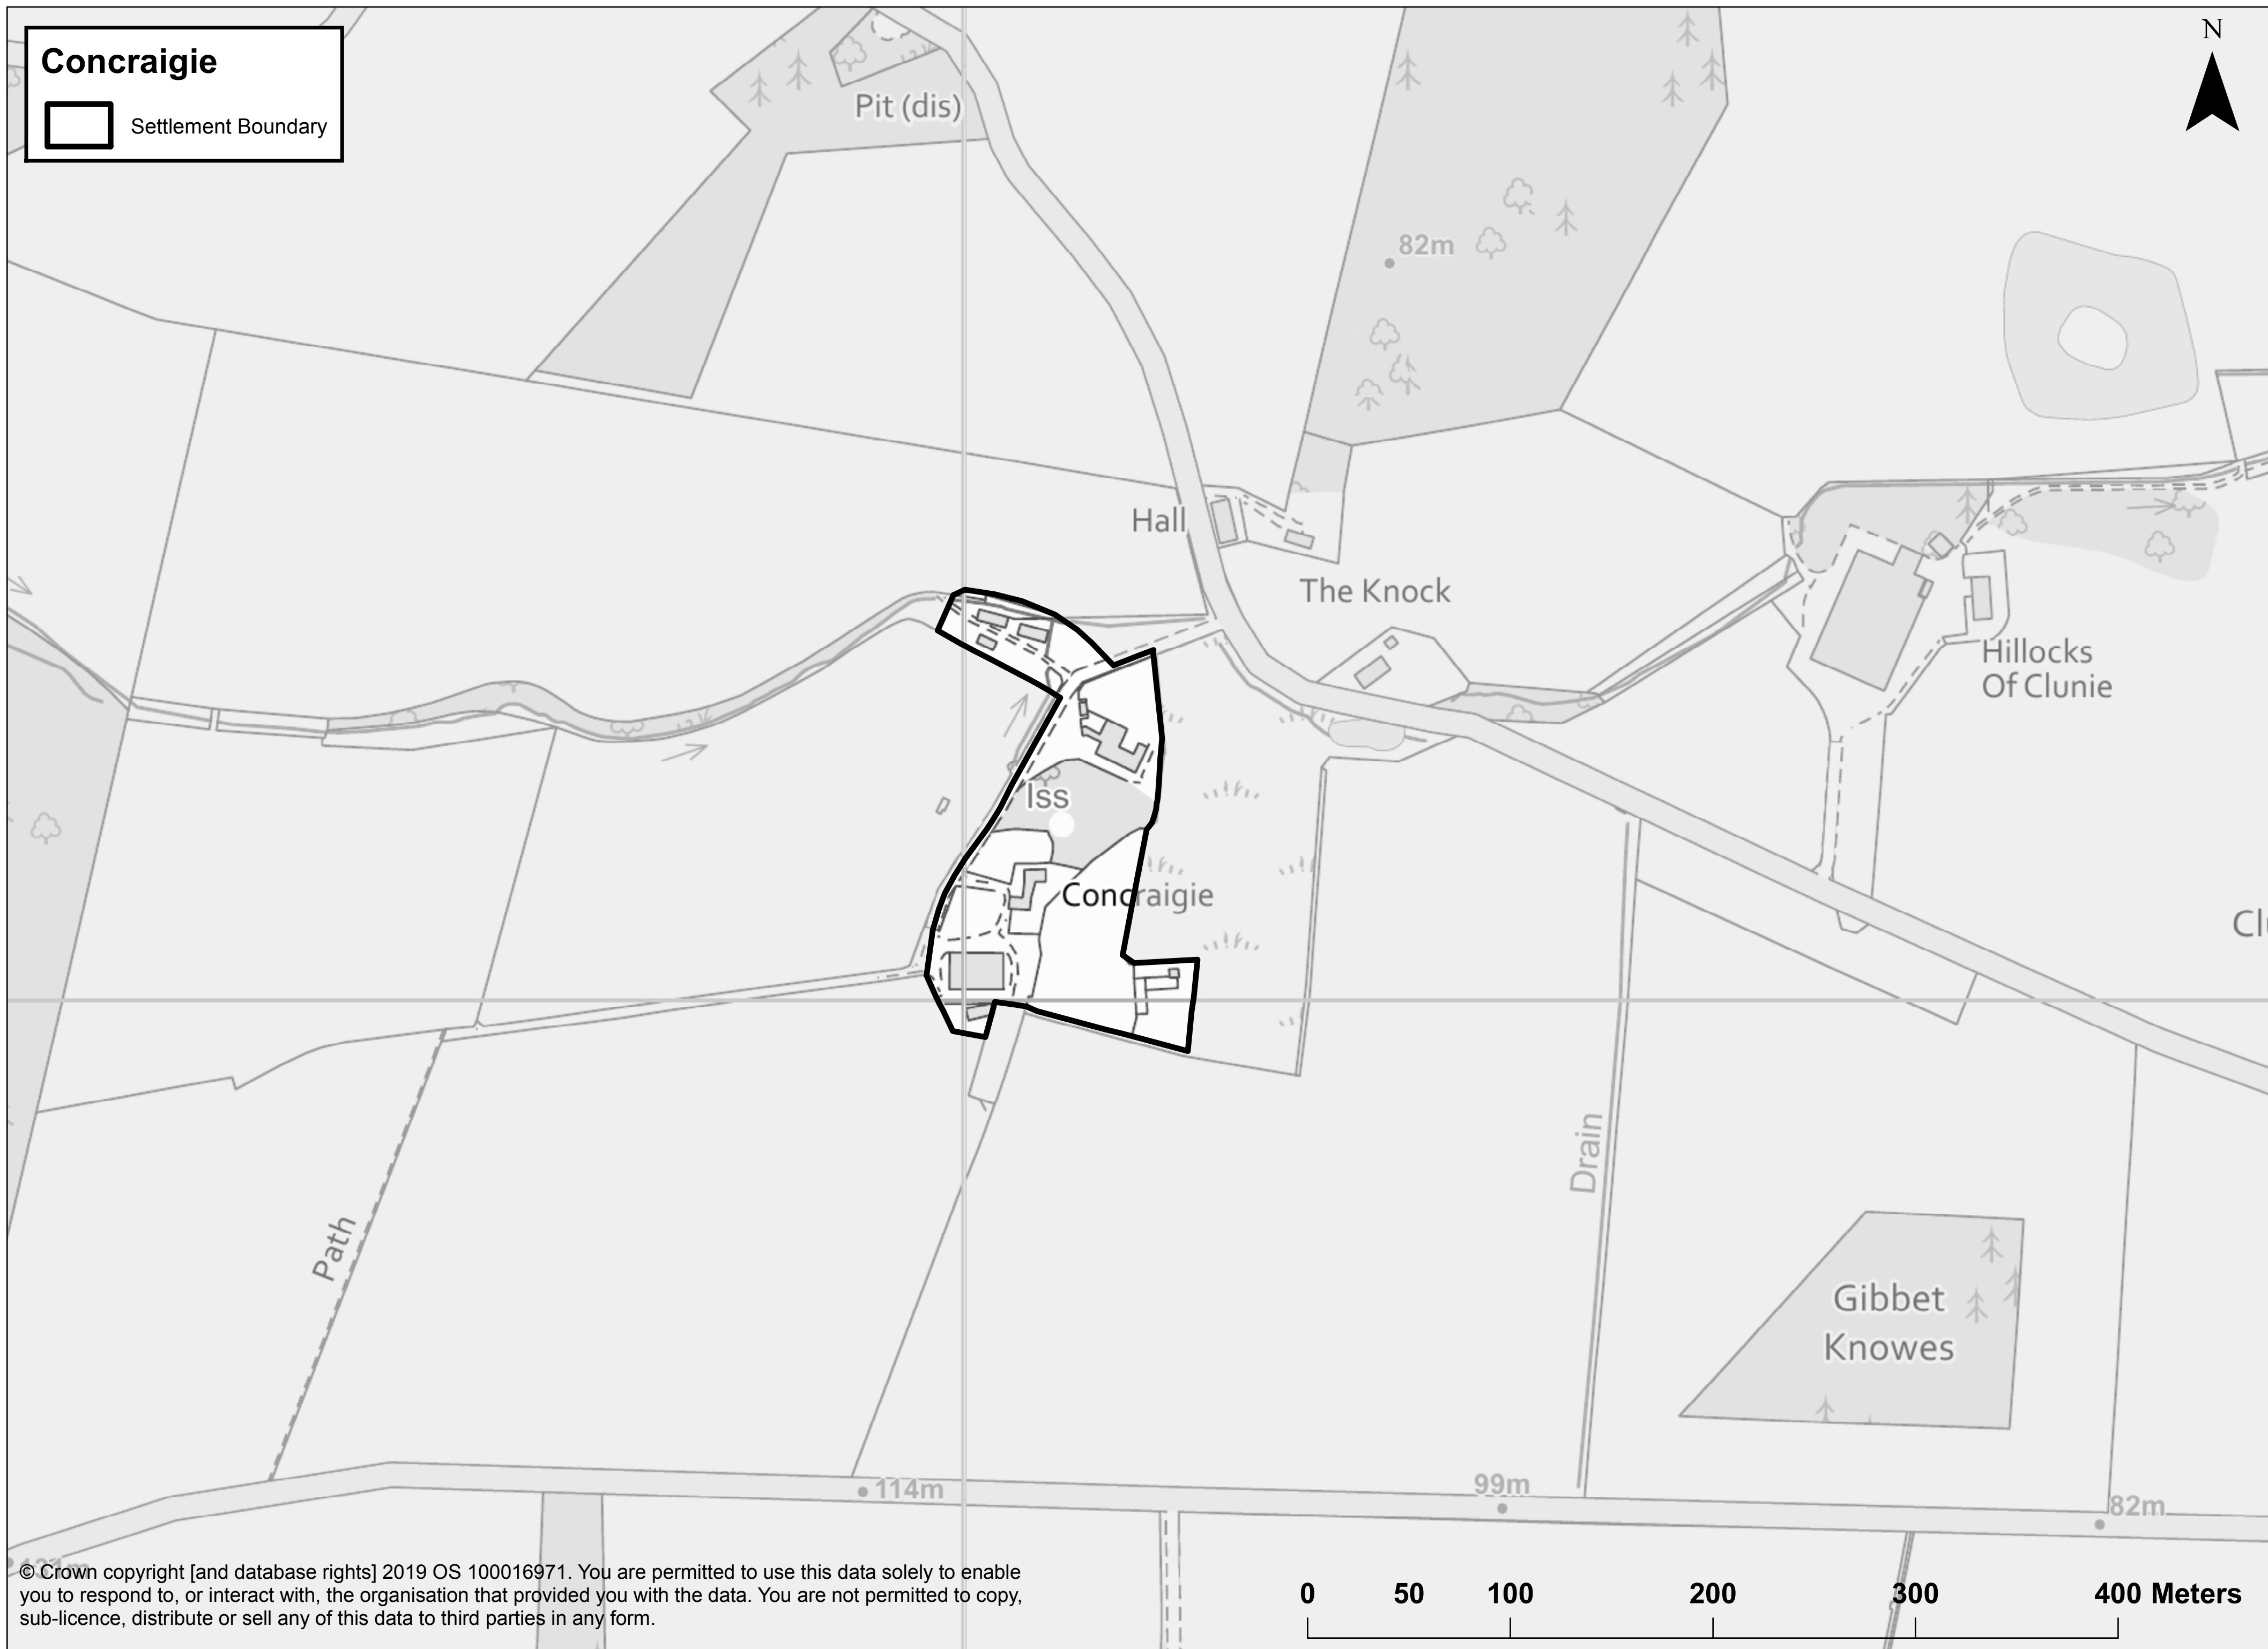 Concraigie
Settlement Boundary
N
Pit (dis)
82m
Hall
The Knock
Hillocks
Of Clunie
Iss
Concraigie
Path
Drain
Gibbet
Knowes
114m
99m
82m
© Crown copyright [and database rights] 2019 OS 100016971. You are permitted to use this data solely to enable
you to respond to, or interact with, the organisation that provided you with the data. You are not permitted to copy,
sub-licence, distribute or sell any of this data to third parties in any form.
0 50 100 200 300 400 Meters